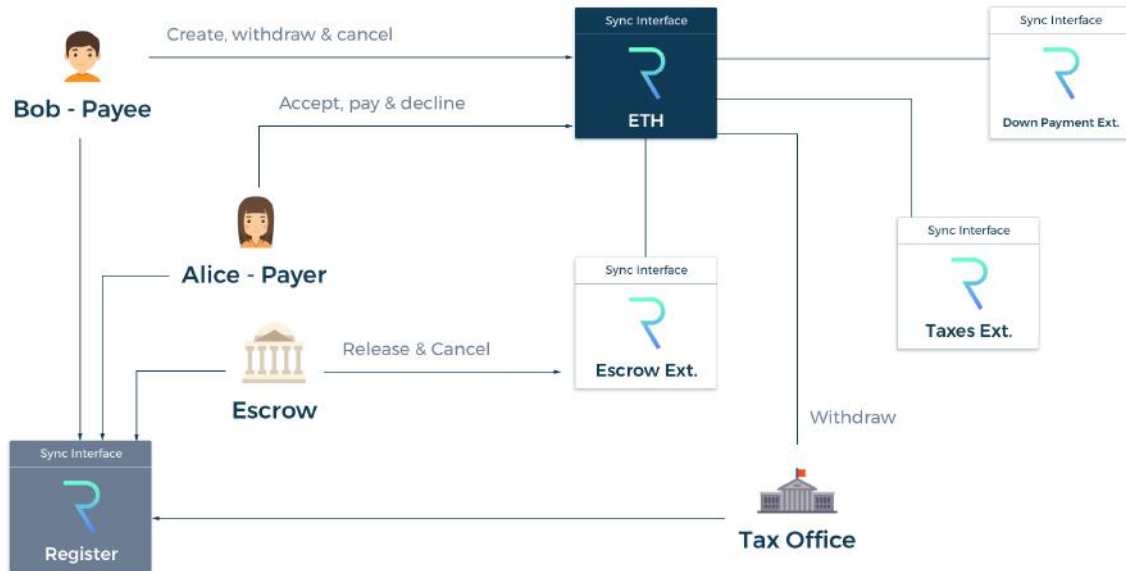 Sync Interface
ETH
Sync Interface
Down Payment Ext.
Create, withdraw & cancel
Bob - Payee
Accept, pay & decline
Alice - Payer
Sync Interface
Taxes Ext.
Sync Interface
Escrow Ext.
Release & Cancel
Escrow
Withdraw
Sync Interface
Register
Tax Office